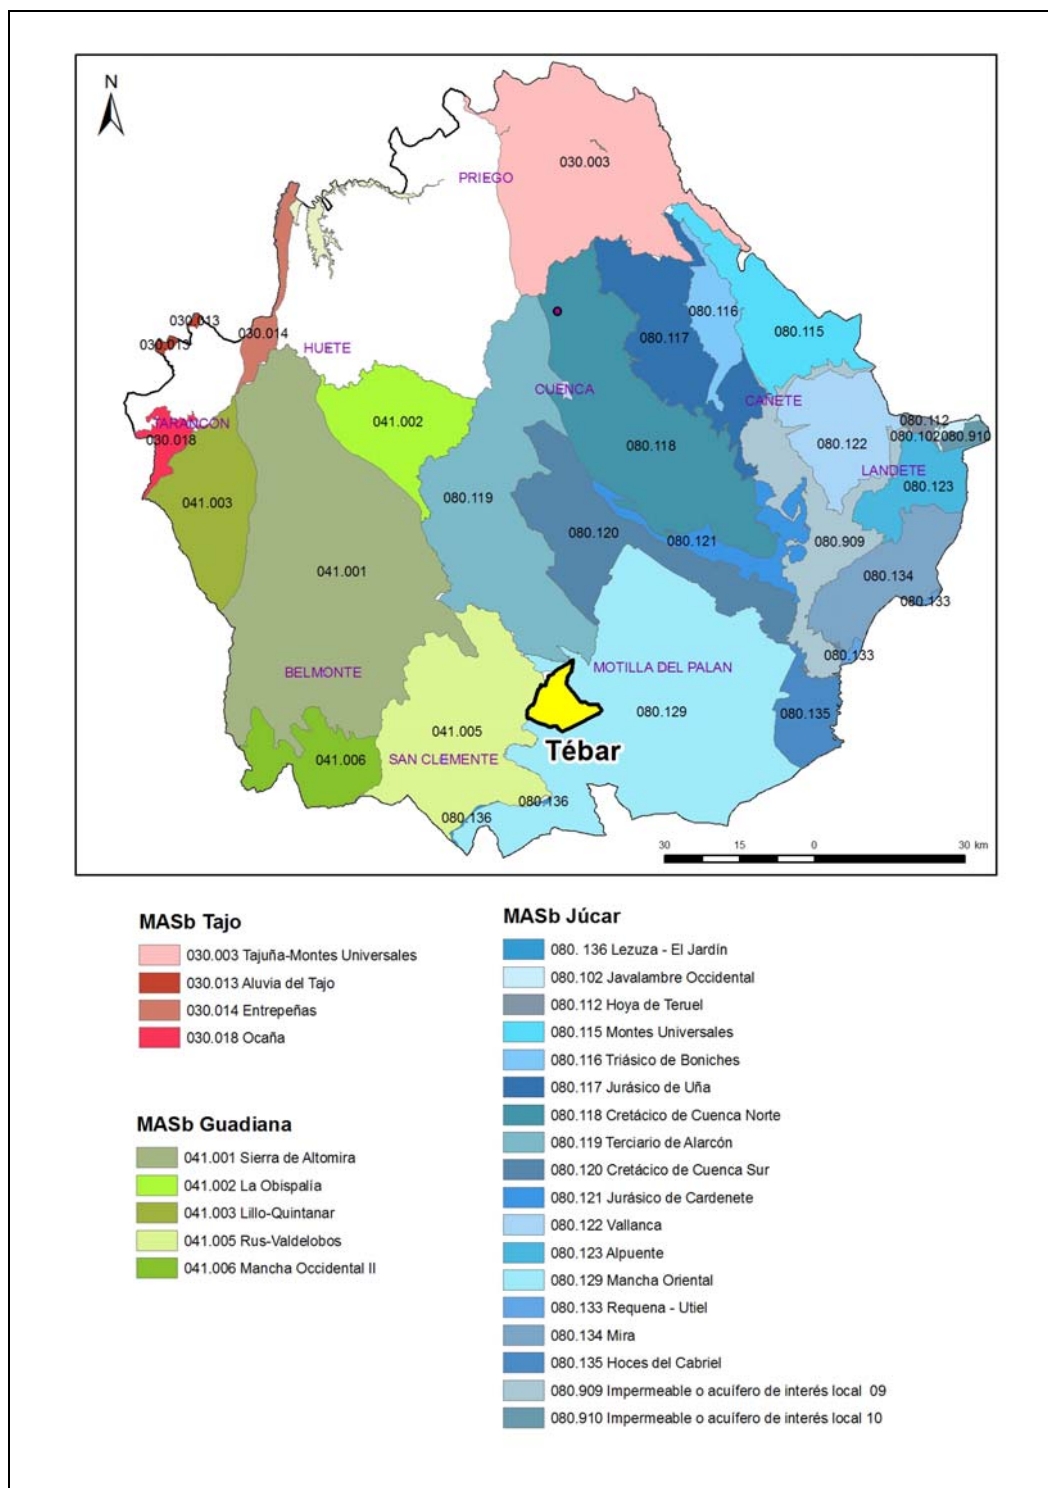 N
030.003
PRIEGO
030.013
030.013
030.014
080.116
080.115
080.117
HUETE
CUENCA
CAÑETE
TARANCÓN
030.018
041.002
080.118
080.122
080.112
080.102
080.910
LANDETE
080.123
041.003
080.119
080.120
080.121
080.909
041.001
080.134
080.133
080.133
BELMONTE
MOTILLA DEL PALAN
080.129
080.135
041.005
Tébar
041.006
SAN CLEMENTE
080.136
080.136
30 15 0 30 km
MASb Tajo
030.003 Tajuña-Montes Universales
030.013 Aluvia del Tajo
030.014 Entrepeñas
030.018 Ocaña
MASb Guadiana
041.001 Sierra de Altomira
041.002 La Obispalía
041.003 Lillo-Quintanar
041.005 Rus-Valdelobos
041.006 Mancha Occidental II
MASb Júcar
080. 136 Lezuza - El Jardín
080.102 Javalambre Occidental
080.112 Hoya de Teruel
080.115 Montes Universales
080.116 Triásico de Boniches
080.117 Jurásico de Uña
080.118 Cretácico de Cuenca Norte
080.119 Terciario de Alarcón
080.120 Cretácico de Cuenca Sur
080.121 Jurásico de Cardenete
080.122 Vallanca
080.123 Alpuente
080.129 Mancha Oriental
080.133 Requena - Utiel
080.134 Mira
080.135 Hoces del Cabriel
080.909 Impermeable o acuífero de interés local 09
080.910 Impermeable o acuífero de interés local 10